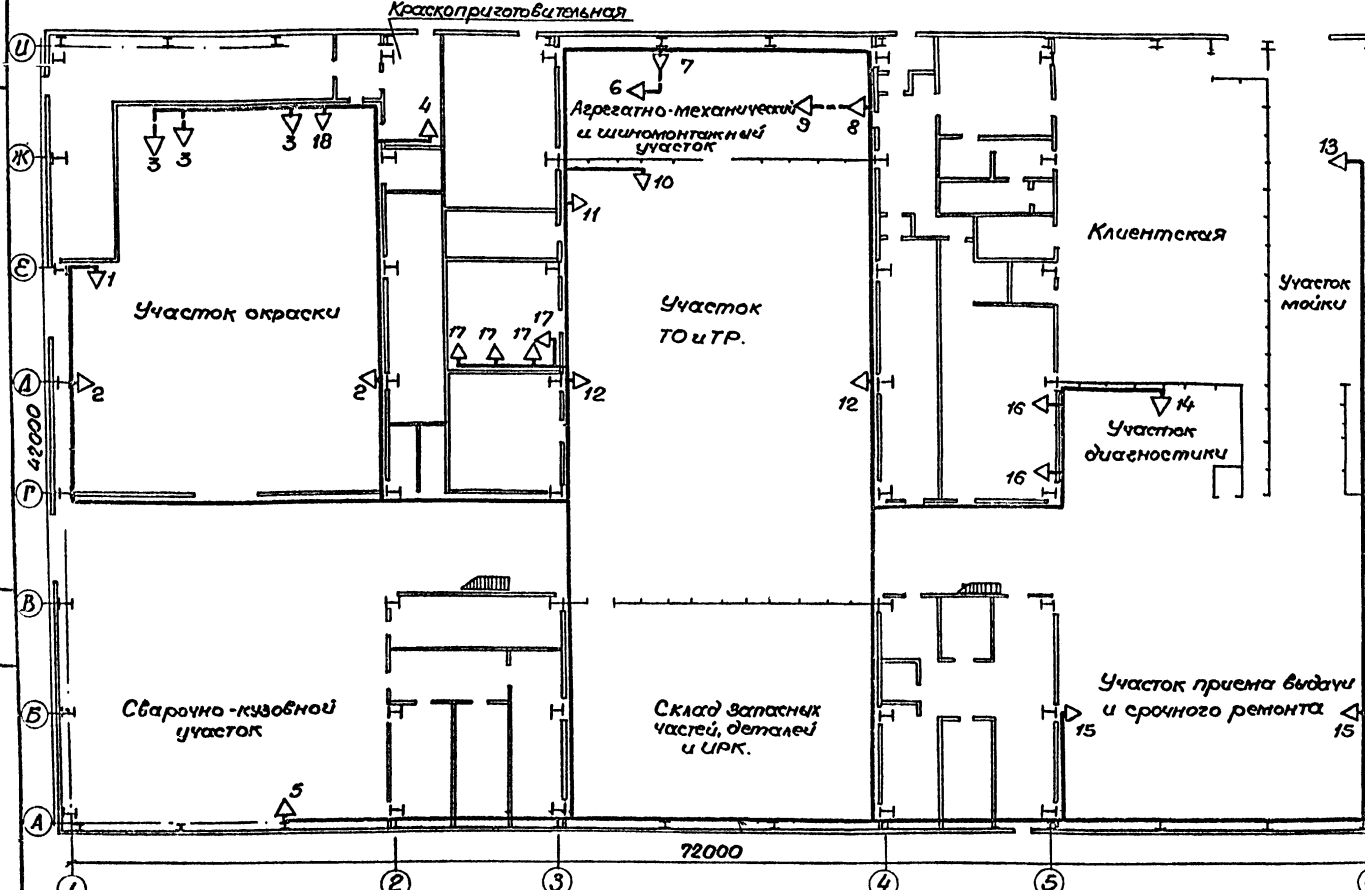 Краскоприготовительная
И
7
6
Агрегатно-механический
и шиномонтажный
участок
9
8
4
3
3
3
18
Ж
13
10
11
Клиентская
Е
1
Участок окраски
Участок
ТО и ТР.
Участок
мойки
17
17
17
17
Д
2
2
12
12
16
14
Участок
диагностики
16
42000
Г
В
Сварочно-кузовной
участок
Склад запасных
частей, деталей
и ИРК.
Участок приема выдачи
и срочного ремонта
Б
15
15
5
А
72000
1
2
3
4
5